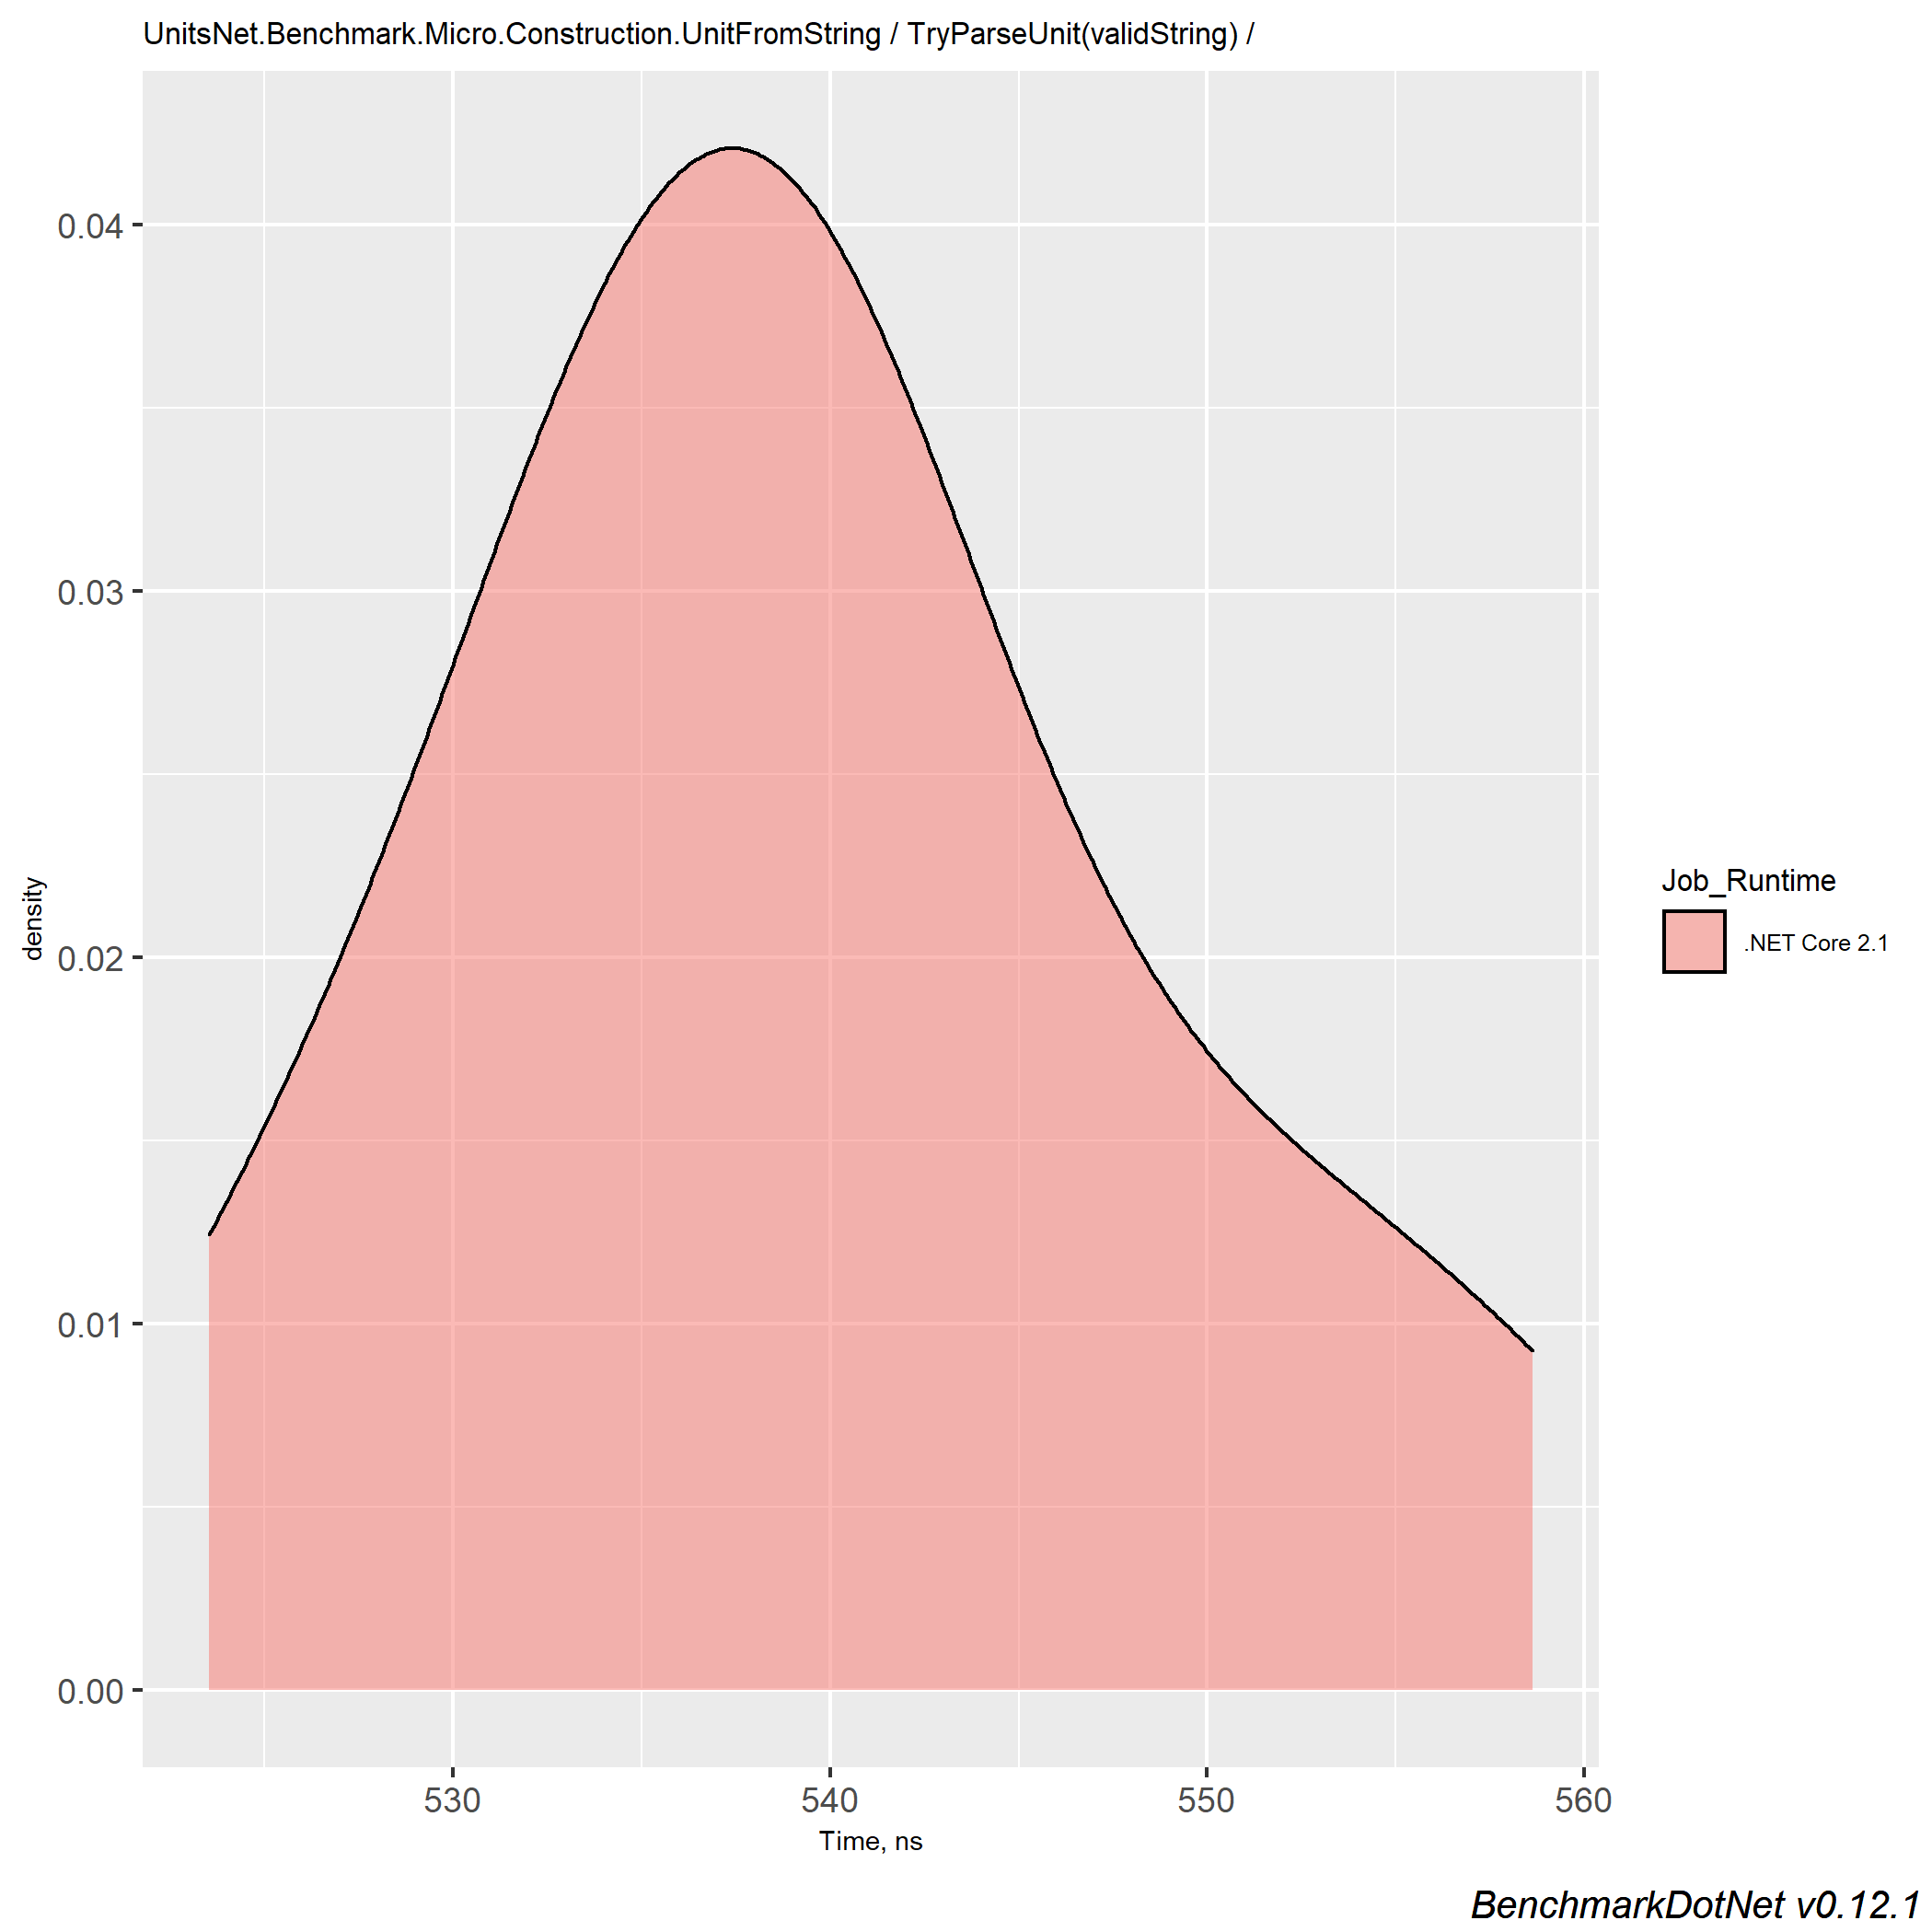 UnitsNet.Benchmark.Micro.Construction.UnitFromString / TryParseUnit(validString) /
0.04
0.03
0.02
0.01
0.00
density
530 540 550 560
Time, ns
Job_Runtime
.NET Core 2.1
BenchmarkDotNet v0.12.1